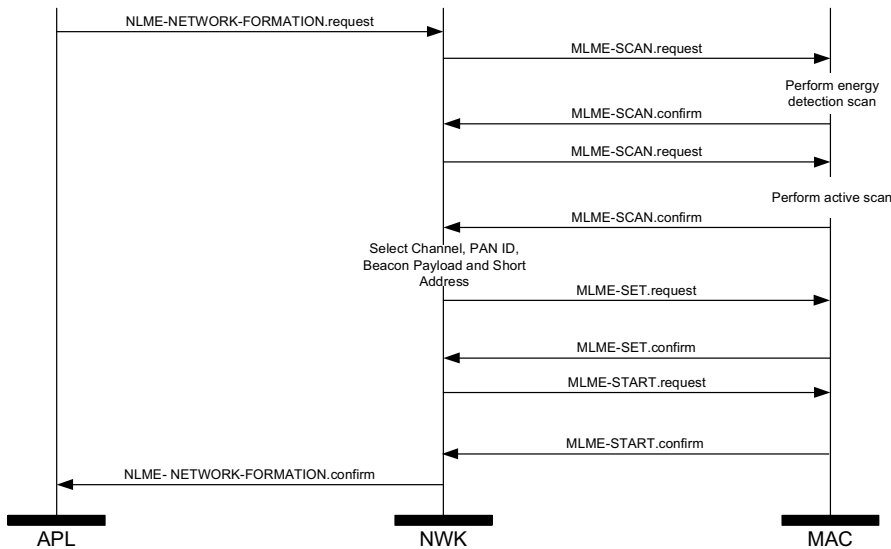 NLME-NETWORK-FORMATION.request
MLME-SCAN.request
Perform energy
detection scan
MLME-SCAN.confirm
MLME-SCAN.request
Perform active scan
MLME-SCAN.confirm
Select Channel, PAN ID,
Beacon Payload and Short
Address
MLME-SET.request
MLME-SET.confirm
MLME-START.request
MLME-START.confirm
NLME- NETWORK-FORMATION.confirm
APL
NWK
MAC